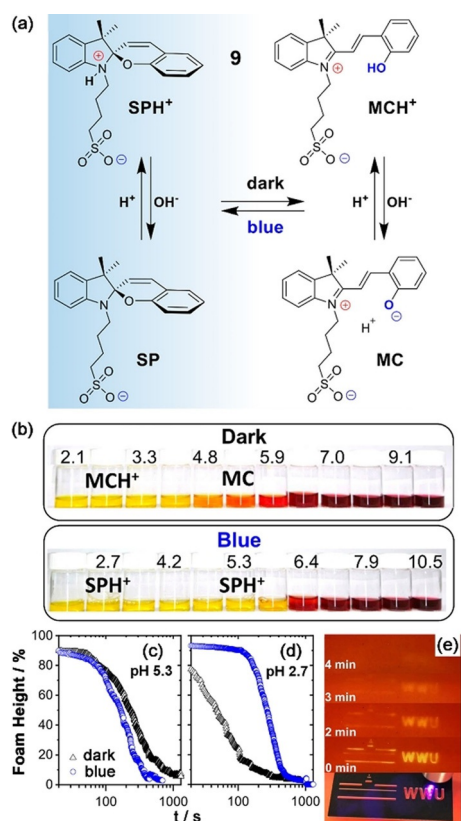 (a)
9
SPH⁺
MCH⁺
N
H
O
HO
N
SO₃
dark
blue
H⁺ OH⁻
H⁺ OH⁻
N
O
N
O
H⁺
SP
MC
(b)
Dark
2.1 3.3 4.8 5.9 7.0 9.1
MCH⁺ MC
Blue
2.7 4.2 5.3 6.4 7.9 10.5
SPH⁺ SPH⁺
Foam Height / %
100
80
60
40
20
0
(c)
pH 5.3
dark
blue
(d)
pH 2.7
100 1000 100 1000
t / s
(e)
4 min
3 min
2 min
0 min
WWU
WWU
WWU
WWU